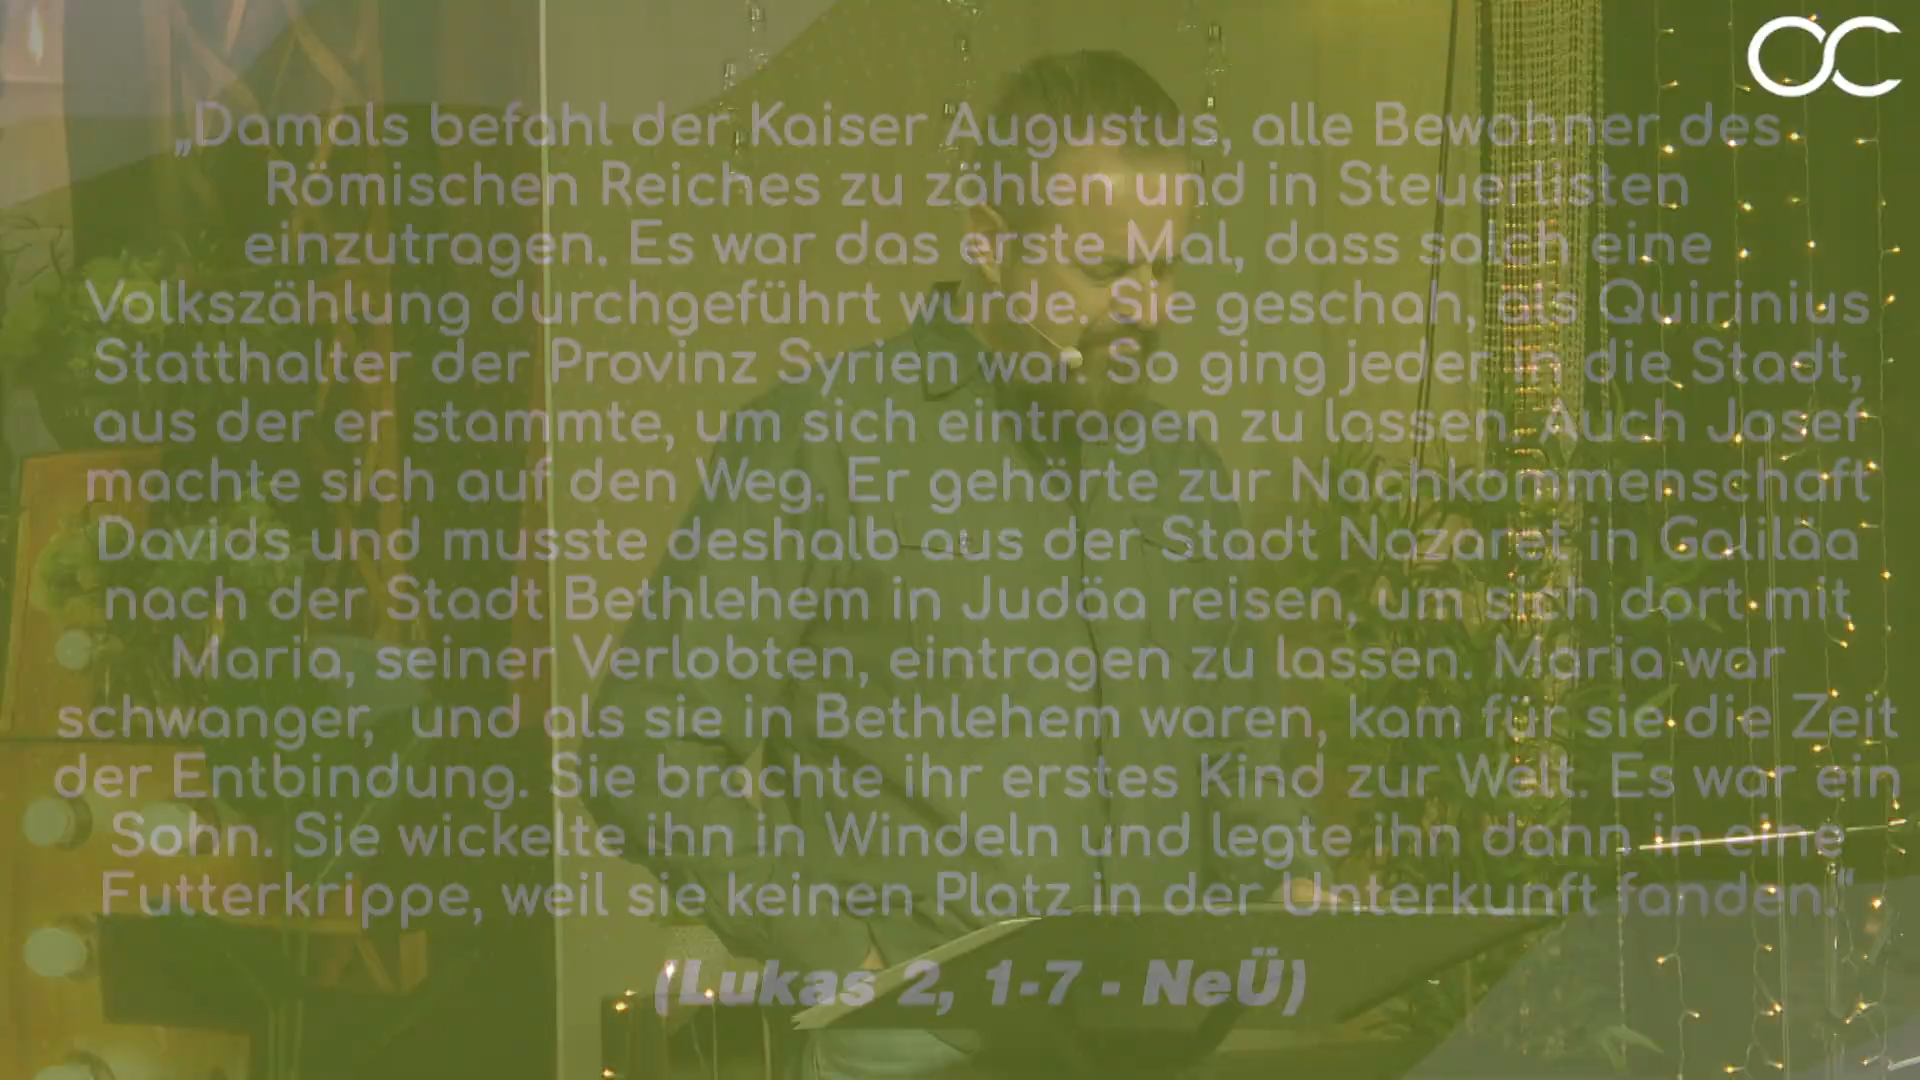 OC
„Damals befahl der Kaiser Augustus, alle Bewohner des
Römischen Reiches zu zählen und in Steuerlisten
einzutragen. Es war das erste Mal, dass solch eine
Volkszählung durchgeführt wurde. Sie geschah, als Quirinius
Statthalter der Provinz Syrien war. So ging jeder in die Stadt,
aus der er stammte, um sich eintragen zu lassen. Auch Josef
machte sich auf den Weg. Er gehörte zur Nachkommenschaft
Davids und musste deshalb aus der Stadt Nazaret in Galiläa
nach der Stadt Bethlehem in Judäa reisen, um sich dort mit
Maria, seiner Verlobten, eintragen zu lassen. Maria war
schwanger, und als sie in Bethlehem waren, kam für sie die Zeit
der Entbindung. Sie brachte ihr erstes Kind zur Welt. Es war ein
Sohn. Sie wickelte ihn in Windeln und legte ihn dann in eine
Futterkrippe, weil sie keinen Platz in der Unterkunft fanden."
(Lukas 2, 1-7 - NeÜ)